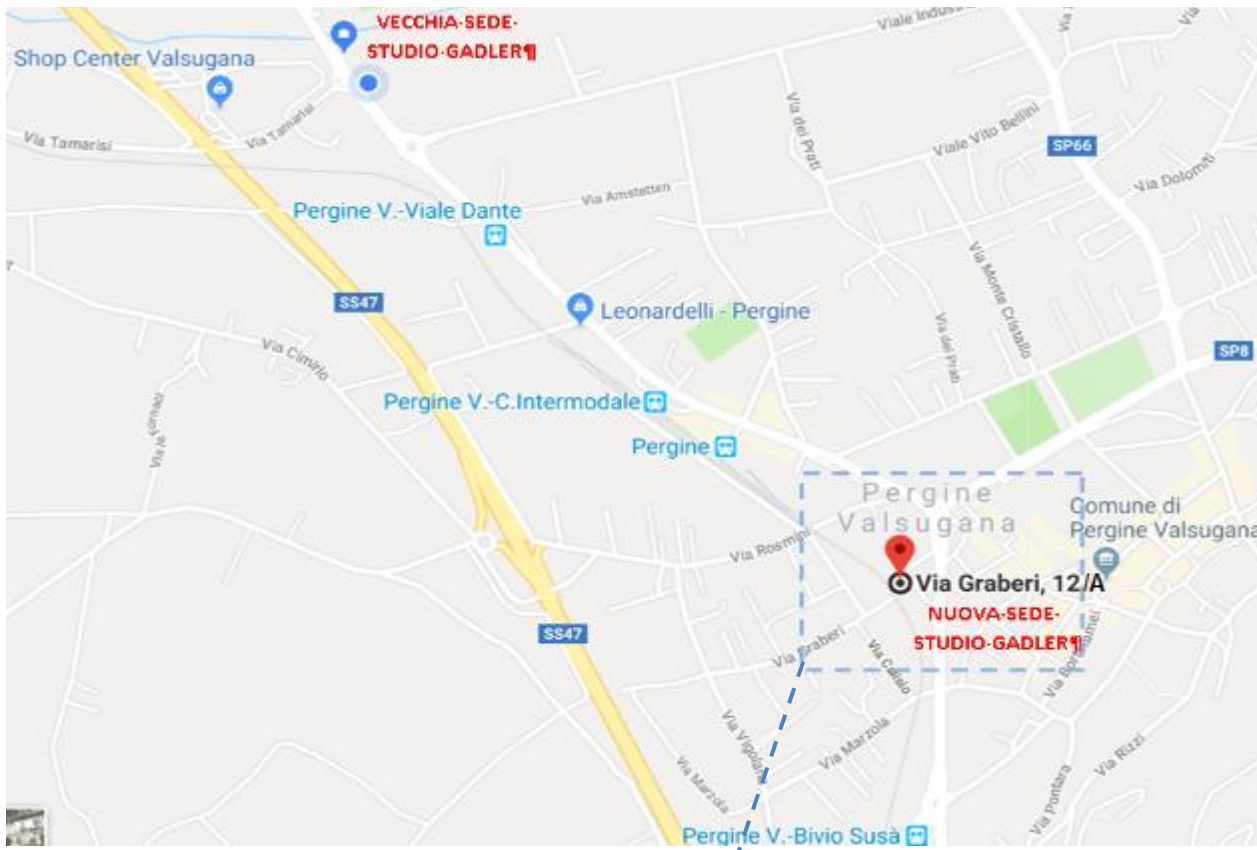 VECCHIA·SEDE·
STUDIO·GADLER¶
Shop Center Valsugana
Via Tamarisi
Via Tamarisi
Via dei Prati
Viale Vito Bellini
SP66
Via Dolomiti
Via Amstetten
Pergine V.-Viale Dante
SS47
Leonardelli - Pergine
Via Monte Cristallo
Via dei Prati
SP8
Via Cimirlo
Pergine V.-C.Intermodale
Pergine
Via le Fornaci
Pergine
Valsugana
Comune di
Pergine Valsugana
Via Rosmini
Via Graberi, 12/A
NUOVA·SEDE·
STUDIO·GADLER¶
SS47
Via Graberi
Via Calisio
Via Marzola
Via Vigolana
Via Rizzi
Via Marzola
Via Pontara
Pergine V.-Bivio Susà